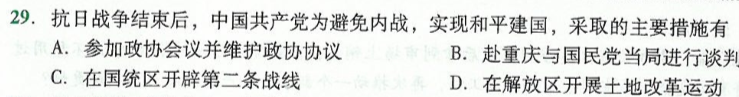 29. 抗日战争结束后，中国共产党为避免内战，实现和平建国，采取的主要措施有
A. 参加政协会议并维护政协协议 B. 赴重庆与国民党当局进行谈判
C. 在国统区开辟第二条战线 D. 在解放区开展土地改革运动